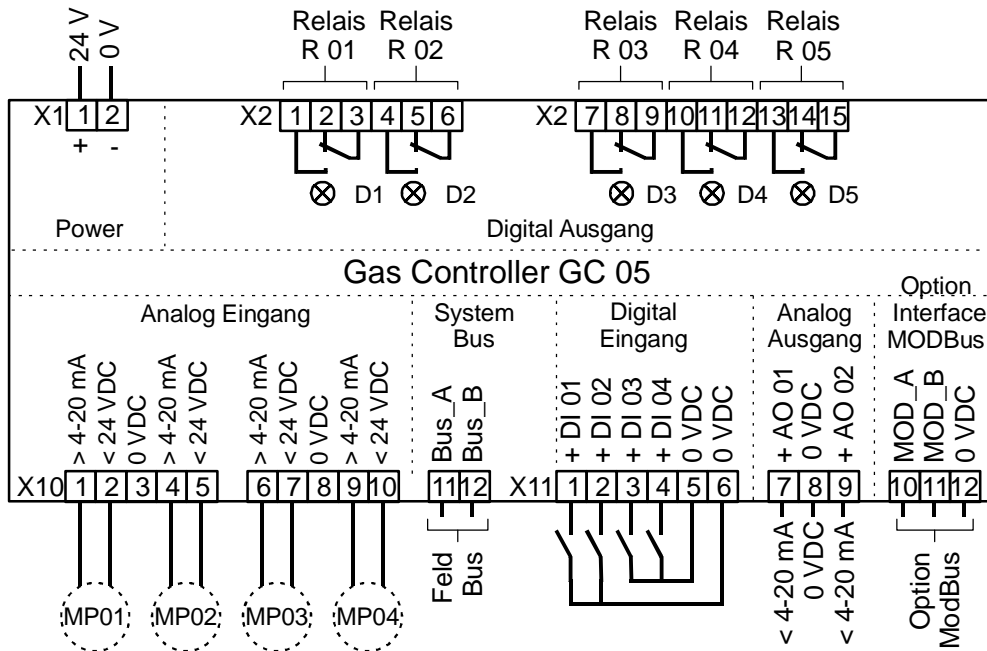 24 V
0 V
Relais R 01
Relais R 02
Relais R 03
Relais R 04
Relais R 05
X1 1 2
+ -
X2 1 2 3 4 5 6
X2 7 8 9 10 11 12 13 14 15
D1 D2 D3 D4 D5
Power
Digital Ausgang
Gas Controller GC 05
Analog Eingang
System Bus
Digital Eingang
Analog Ausgang
Option Interface MODBus
> 4-20 mA
< 24 VDC
0 VDC
> 4-20 mA
< 24 VDC
> 4-20 mA
< 24 VDC
0 VDC
> 4-20 mA
< 24 VDC
Bus_A
Bus_B
+ DI 01
+ DI 02
+ DI 03
+ DI 04
0 VDC
0 VDC
+ AO 01
0 VDC
+ AO 02
MOD_A
MOD_B
0 VDC
X10 1 2 3 4 5 6 7 8 9 10 11 12
X11 1 2 3 4 5 6 7 8 9 10 11 12
MP01 MP02 MP03 MP04
Feld Bus
< 4-20 mA
0 VDC
< 4-20 mA
Option ModBus